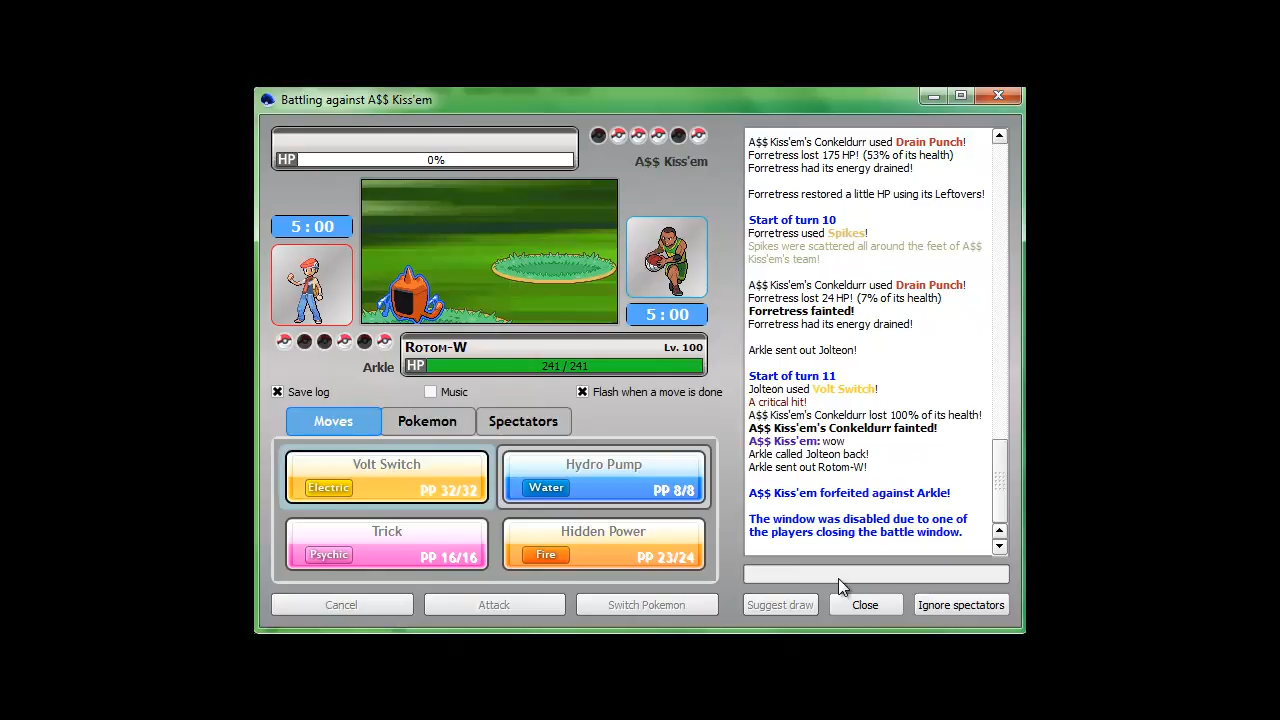 Battling against A$$ Kiss'em
HP 0%
A$$ Kiss'em
5 : 00
5 : 00
ROTOM-W Lv. 100
HP 241 / 241
Arkle
Save log
Music
Flash when a move is done
Moves
Pokemon
Spectators
Volt Switch
Electric PP 32/32
Hydro Pump
Water PP 8/8
Trick
Psychic PP 16/16
Hidden Power
Fire PP 23/24
Cancel
Attack
Switch Pokemon
A$$ Kiss'em's Conkeldurr used Drain Punch!
Forretress lost 175 HP! (53% of its health)
Forretress had its energy drained!
Forretress restored a little HP using its Leftovers!
Start of turn 10
Forretress used Spikes!
Spikes were scattered all around the feet of A$$
Kiss'em's team!
A$$ Kiss'em's Conkeldurr used Drain Punch!
Forretress lost 24 HP! (7% of its health)
Forretress fainted!
Forretress had its energy drained!
Arkle sent out Jolteon!
Start of turn 11
Jolteon used Volt Switch!
A critical hit!
A$$ Kiss'em's Conkeldurr lost 100% of its health!
A$$ Kiss'em's Conkeldurr fainted!
A$$ Kiss'em: wow
Arkle called Jolteon back!
Arkle sent out Rotom-W!
A$$ Kiss'em forfeited against Arkle!
The window was disabled due to one of
the players closing the battle window.
Suggest draw
Close
Ignore spectators